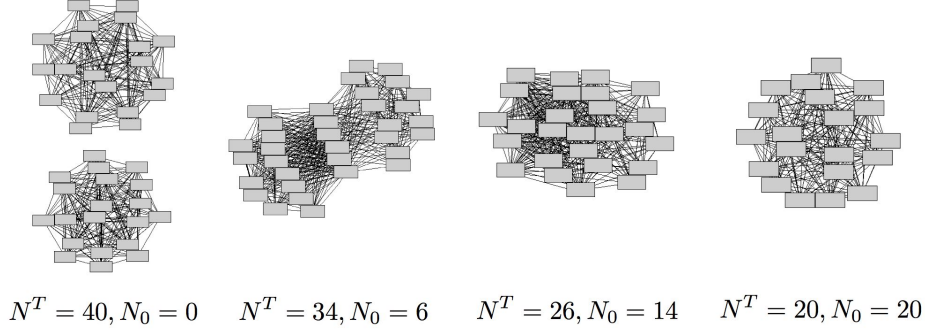 N^T = 40, N_0 = 0
N^T = 34, N_0 = 6
N^T = 26, N_0 = 14
N^T = 20, N_0 = 20